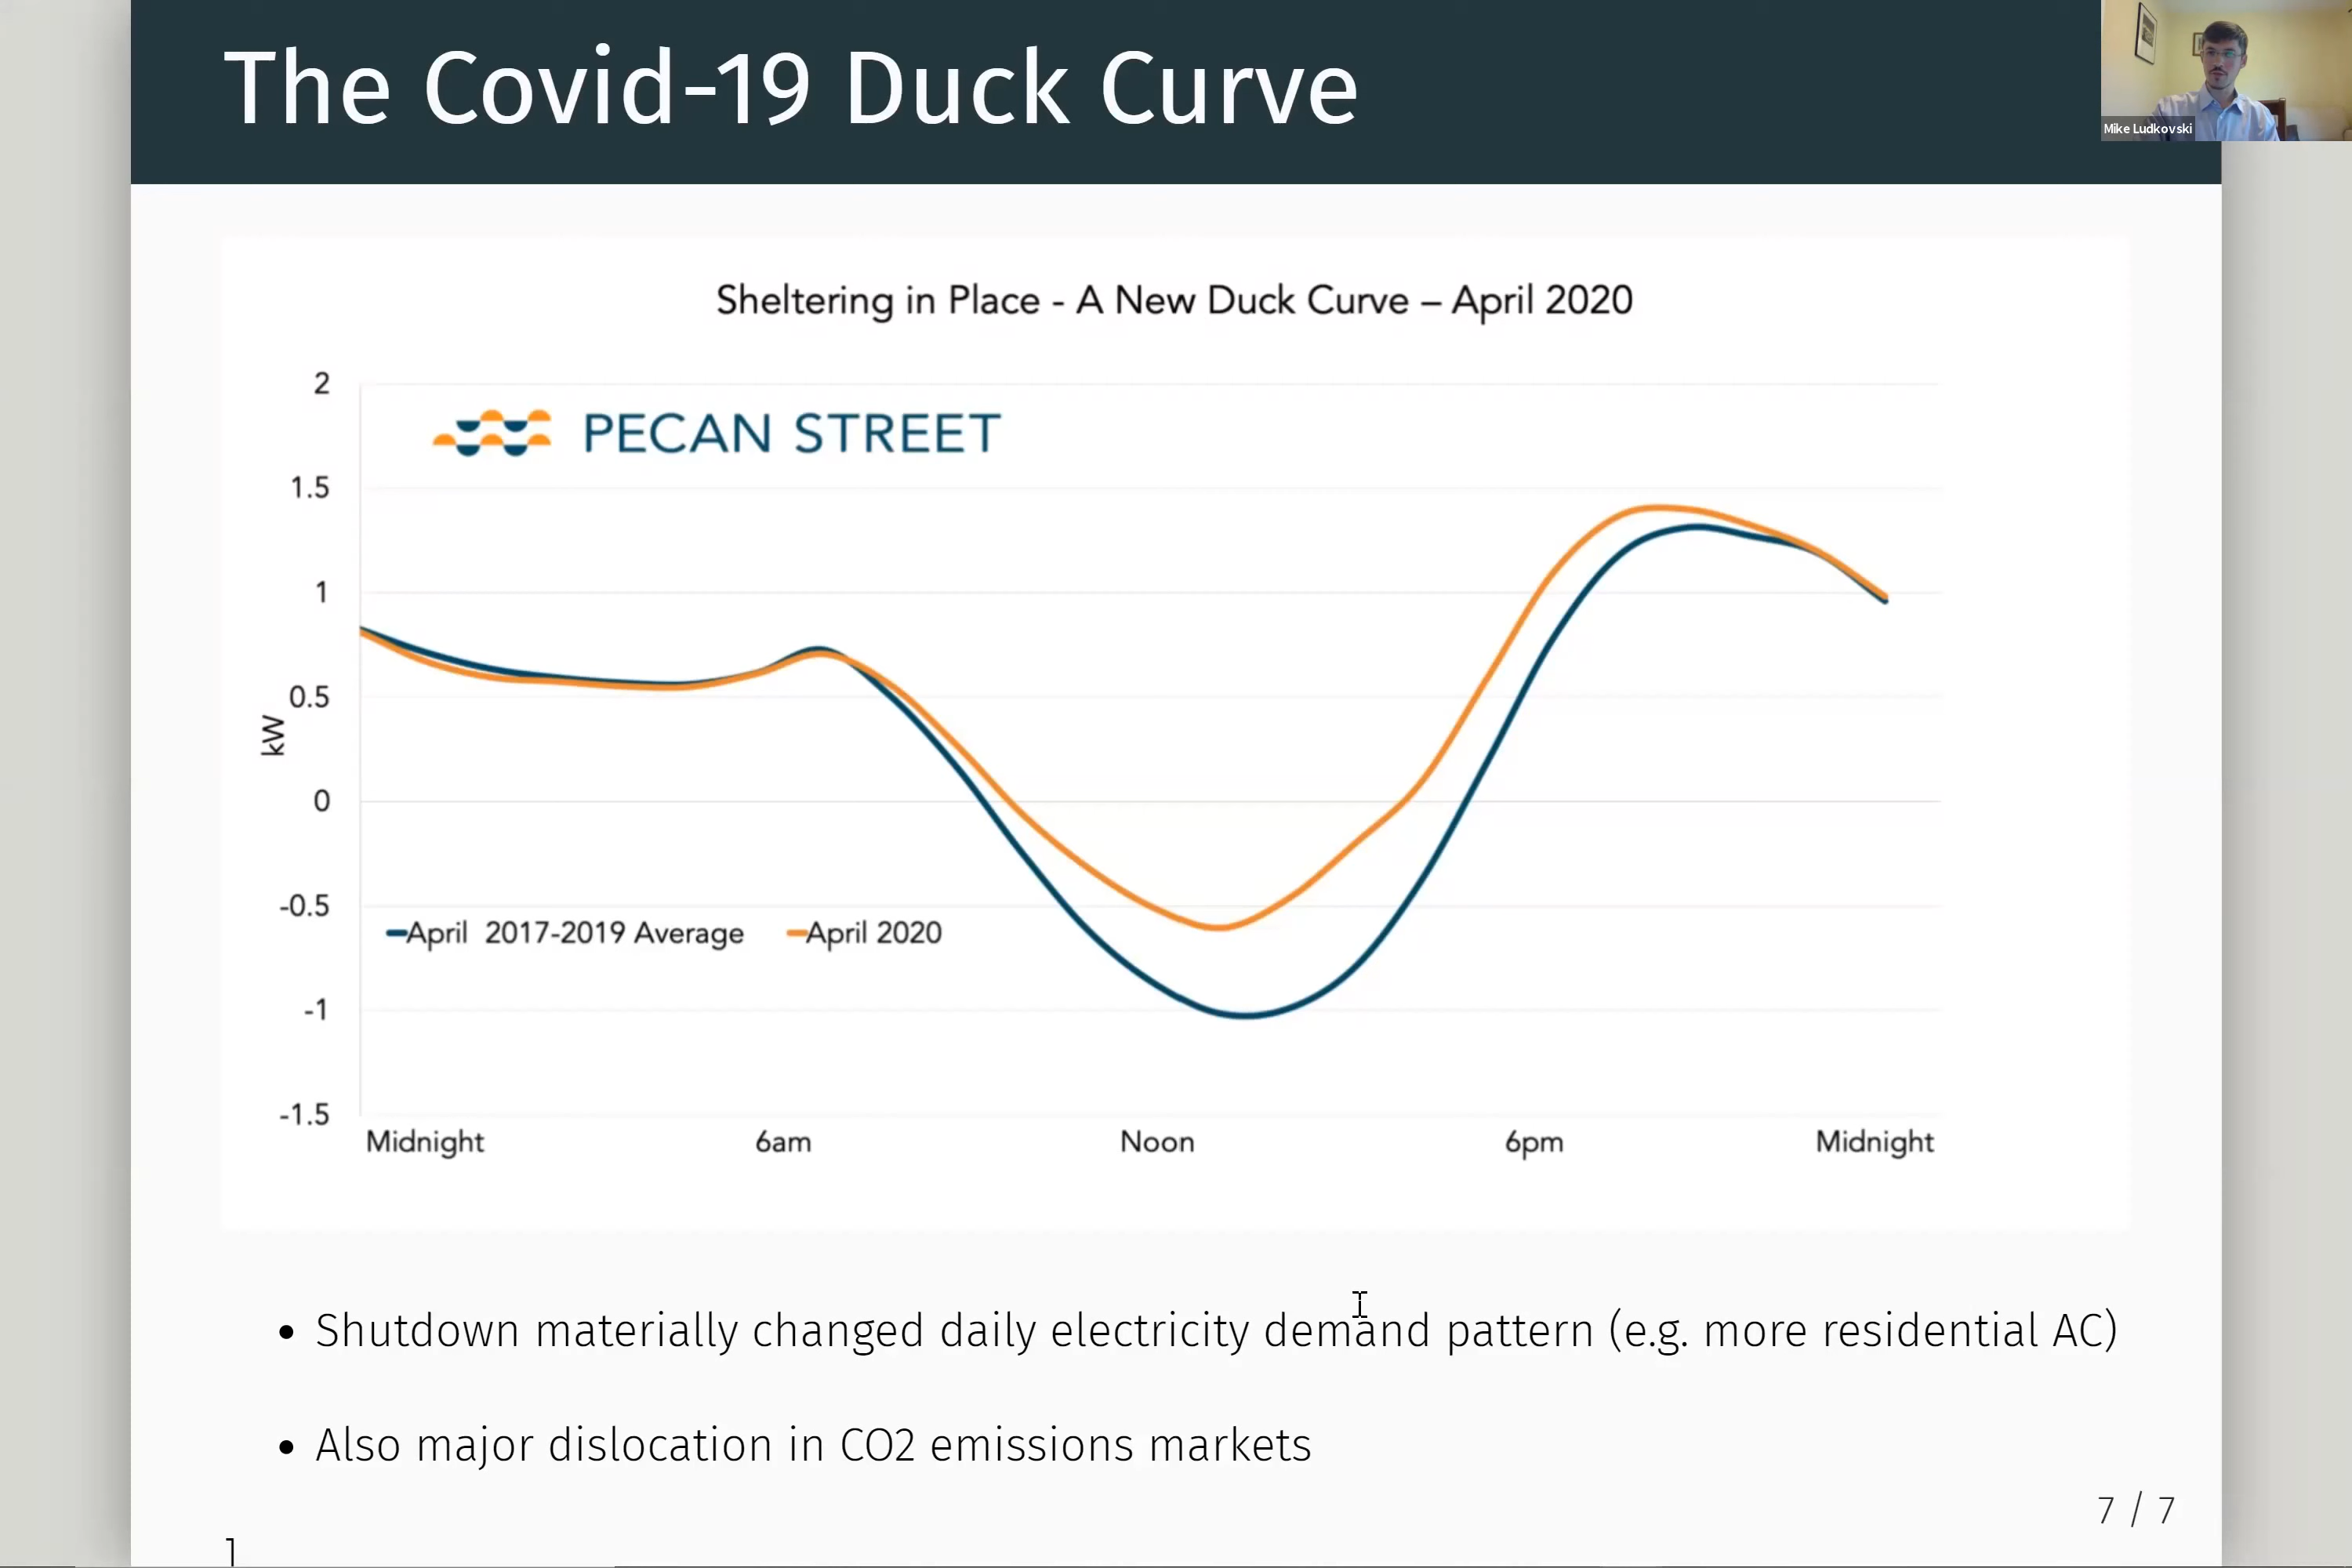 The Covid-19 Duck Curve
Mike Ludkovski
Sheltering in Place - A New Duck Curve – April 2020
2
PECAN STREET
1.5
1
0.5
kW
0
-0.5
April 2017-2019 Average April 2020
-1
-1.5
Midnight 6am Noon 6pm Midnight
• Shutdown materially changed daily electricity demand pattern (e.g. more residential AC)
• Also major dislocation in CO2 emissions markets
7 / 7
1